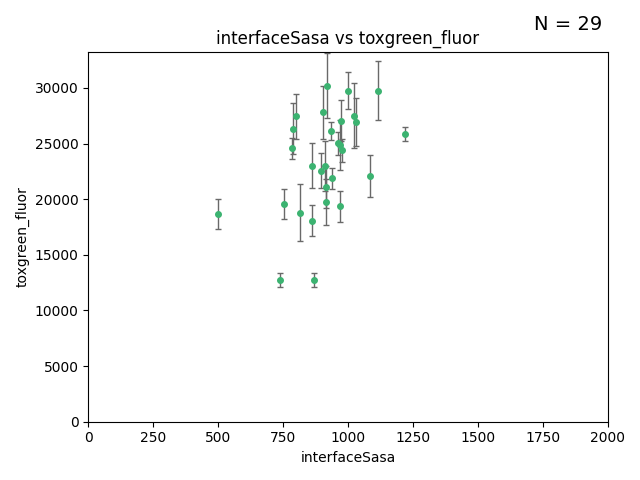 N = 29
interfaceSasa vs toxgreen_fluor
30000
25000
20000
15000
10000
5000
0
toxgreen_fluor
0 250 500 750 1000 1250 1500 1750 2000
interfaceSasa